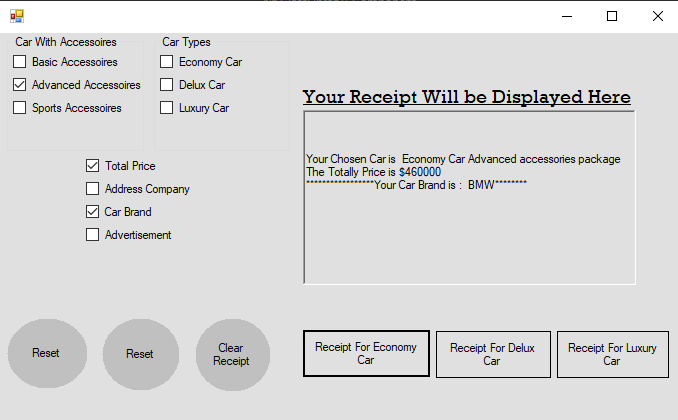 Car With Accessoires
Basic Accessoires
Advanced Accessoires
Sports Accessoires
Car Types
Economy Car
Delux Car
Luxury Car
Total Price
Address Company
Car Brand
Advertisement
Your Receipt Will be Displayed Here
Your Chosen Car is  Economy Car Advanced accessories package
The Totally Price is $460000
*****************Your Car Brand is :  BMW********
Reset
Reset
Clear
Receipt
Receipt For Economy
Car
Receipt For Delux
Car
Receipt For Luxury
Car